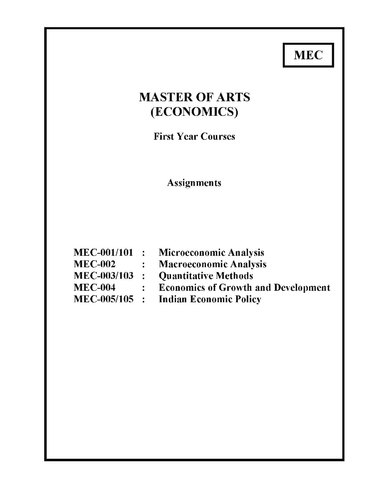 MEC
MASTER OF ARTS
(ECONOMICS)
First Year Courses
Assignments
MEC-001/101 : Microeconomic Analysis
MEC-002 : Macroeconomic Analysis
MEC-003/103 : Quantitative Methods
MEC-004 : Economics of Growth and Development
MEC-005/105 : Indian Economic Policy